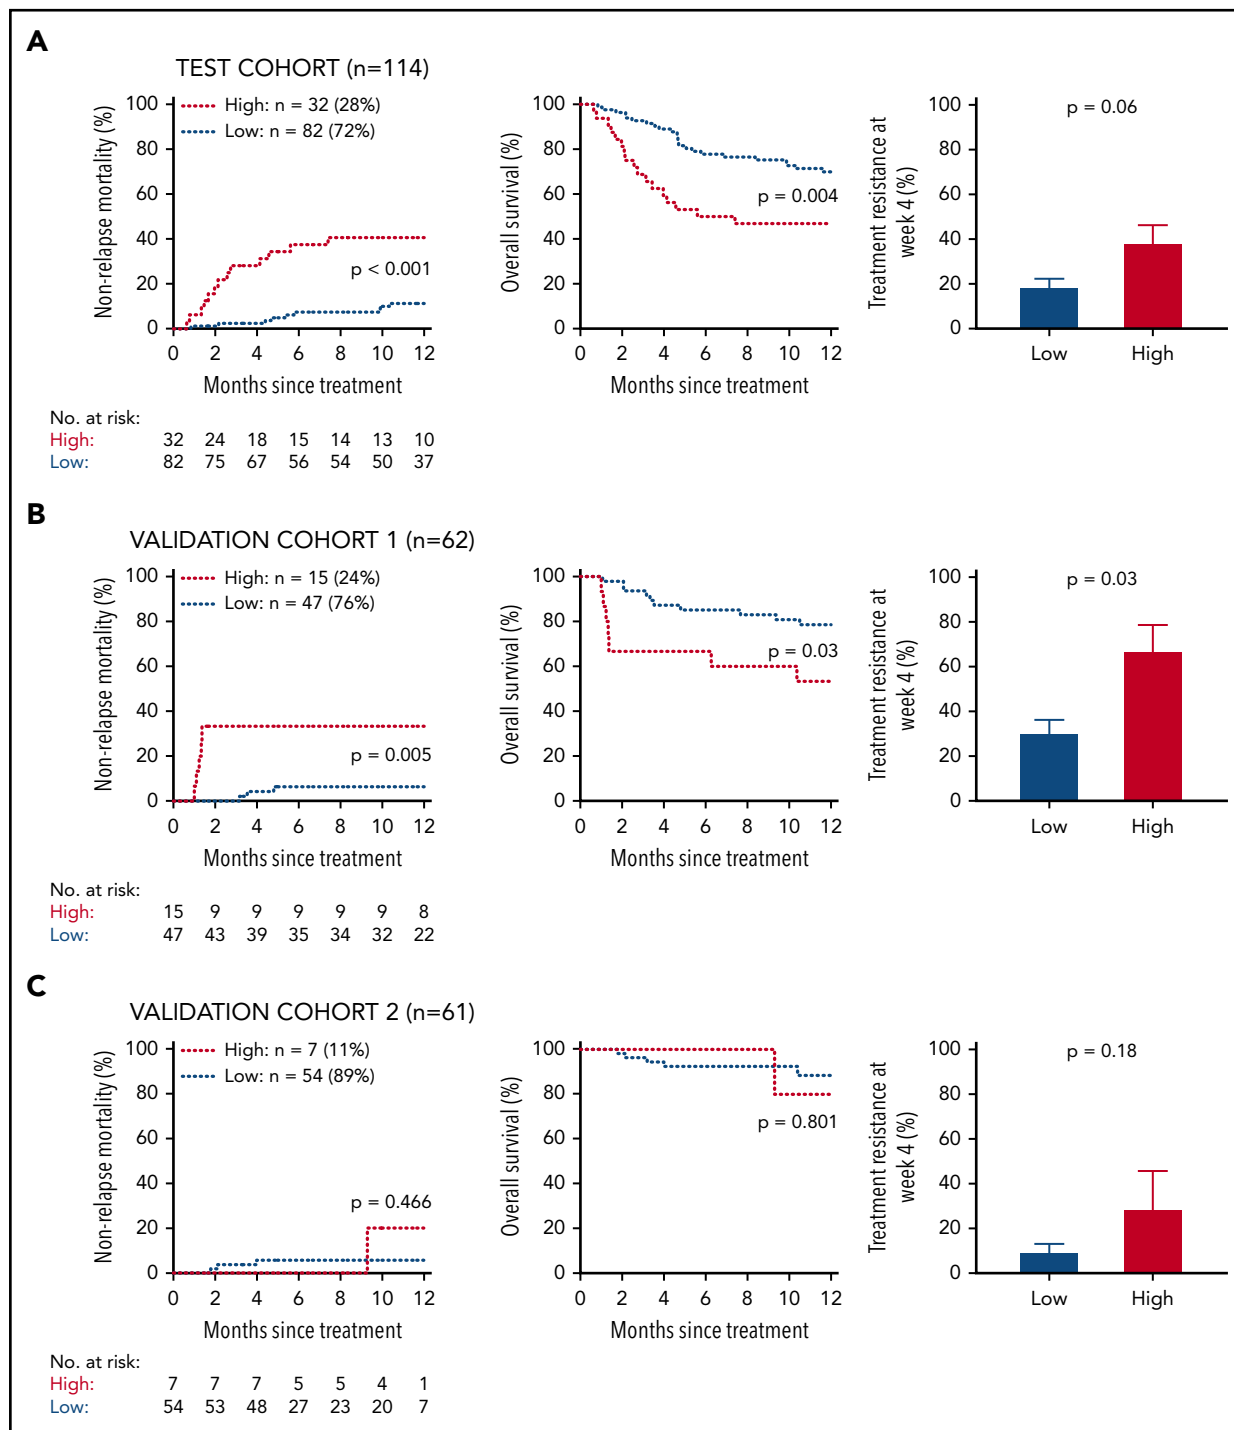 A
TEST COHORT (n=114)
Non-relapse mortality (%)
100
80
60
40
20
0
High: n = 32 (28%)
Low: n = 82 (72%)
p < 0.001
0 2 4 6 8 10 12
Months since treatment
Overall survival (%)
100
80
60
40
20
0
p = 0.004
0 2 4 6 8 10 12
Months since treatment
Treatment resistance at
week 4 (%)
100
80
60
40
20
0
p = 0.06
Low High
No. at risk:
High: 32 24 18 15 14 13 10
Low: 82 75 67 56 54 50 37
B
VALIDATION COHORT 1 (n=62)
Non-relapse mortality (%)
100
80
60
40
20
0
High: n = 15 (24%)
Low: n = 47 (76%)
p = 0.005
0 2 4 6 8 10 12
Months since treatment
Overall survival (%)
100
80
60
40
20
0
p = 0.03
0 2 4 6 8 10 12
Months since treatment
Treatment resistance at
week 4 (%)
100
80
60
40
20
0
p = 0.03
Low High
No. at risk:
High: 15 9 9 9 9 9 8
Low: 47 43 39 35 34 32 22
C
VALIDATION COHORT 2 (n=61)
Non-relapse mortality (%)
100
80
60
40
20
0
High: n = 7 (11%)
Low: n = 54 (89%)
p = 0.466
0 2 4 6 8 10 12
Months since treatment
Overall survival (%)
100
80
60
40
20
0
p = 0.801
0 2 4 6 8 10 12
Months since treatment
Treatment resistance at
week 4 (%)
100
80
60
40
20
0
p = 0.18
Low High
No. at risk:
High: 7 7 7 5 5 4 1
Low: 54 53 48 27 23 20 7